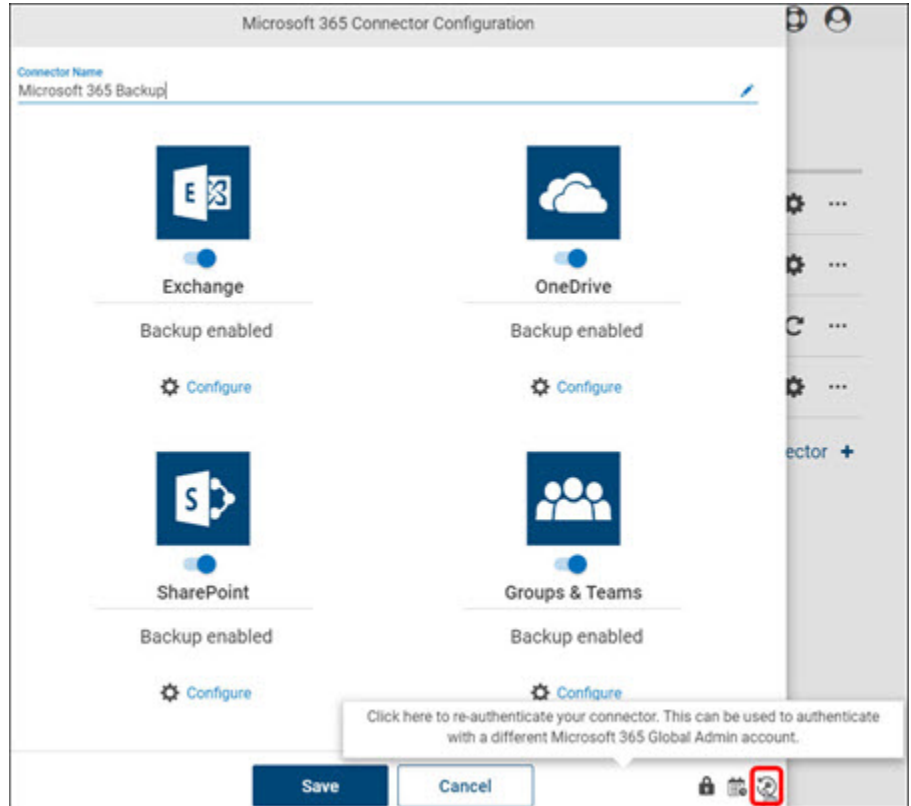 Microsoft 365 Connector Configuration
Connector Name
Microsoft 365 Backup
E
Exchange
Backup enabled
Configure
OneDrive
Backup enabled
Configure
S
SharePoint
Backup enabled
Configure
Groups & Teams
Backup enabled
Configure
ector +
Click here to re-authenticate your connector. This can be used to authenticate
with a different Microsoft 365 Global Admin account.
Save
Cancel